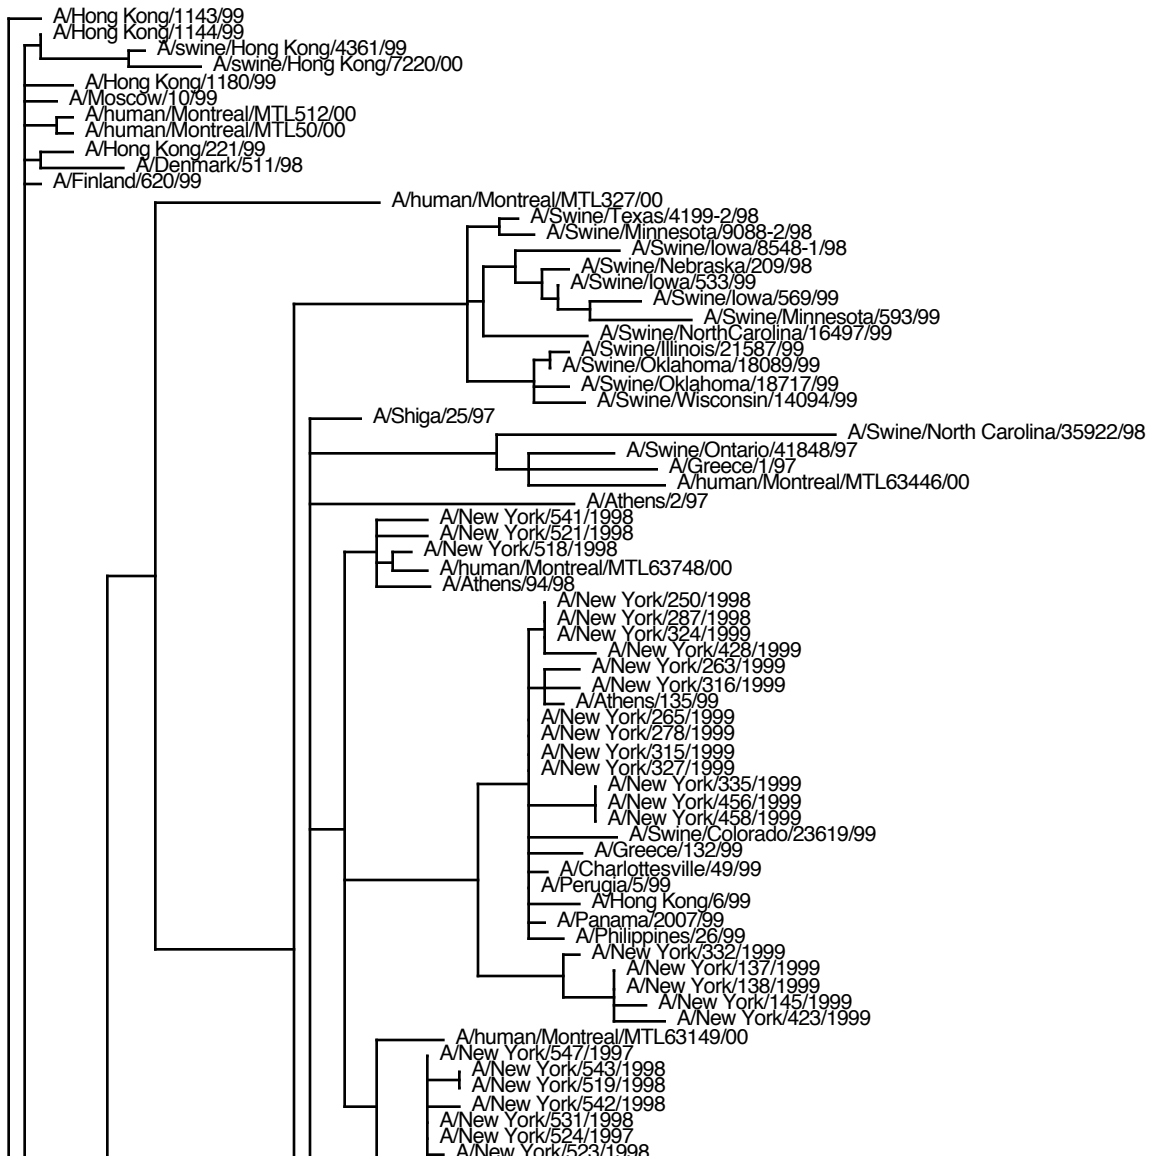 A/Hong Kong/1143/99
A/Hong Kong/1144/99
A/swine/Hong Kong/4361/99
A/swine/Hong Kong/7220/00
A/Hong Kong/1180/99
A/Moscow/10/99
A/human/Montreal/MTL512/00
A/human/Montreal/MTL50/00
A/Hong Kong/221/99
A/Denmark/511/98
A/Finland/620/99
A/human/Montreal/MTL327/00
A/Swine/Texas/4199-2/98
A/Swine/Minnesota/9088-2/98
A/Swine/Iowa/8548-1/98
A/Swine/Nebraska/209/98
A/Swine/Iowa/533/99
A/Swine/Iowa/569/99
A/Swine/Minnesota/593/99
A/Swine/NorthCarolina/16497/99
A/Swine/Illinois/21587/99
A/Swine/Oklahoma/18089/99
A/Swine/Oklahoma/18717/99
A/Swine/Wisconsin/14094/99
A/Shiga/25/97
A/Swine/North Carolina/35922/98
A/Swine/Ontario/41848/97
A/Greece/1/97
A/human/Montreal/MTL63446/00
A/Athens/2/97
A/New York/541/1998
A/New York/521/1998
A/New York/518/1998
A/human/Montreal/MTL63748/00
A/Athens/94/98
A/New York/250/1998
A/New York/287/1998
A/New York/324/1999
A/New York/428/1999
A/New York/263/1999
A/New York/316/1999
A/Athens/135/99
A/New York/265/1999
A/New York/278/1999
A/New York/315/1999
A/New York/327/1999
A/New York/335/1999
A/New York/456/1999
A/New York/458/1999
A/Swine/Colorado/23619/99
A/Greece/132/99
A/Charlottesville/49/99
A/Perugia/5/99
A/Hong Kong/6/99
A/Panama/2007/99
A/Philippines/26/99
A/New York/332/1999
A/New York/137/1999
A/New York/138/1999
A/New York/145/1999
A/New York/423/1999
A/human/Montreal/MTL63149/00
A/New York/547/1997
A/New York/543/1998
A/New York/519/1998
A/New York/542/1998
A/New York/531/1998
A/New York/524/1997
A/New York/523/1998